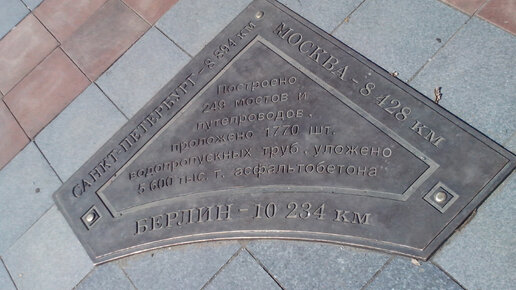 САНКТ-ПЕТЕРБУРГ - 8 894 КМ
МОСКВА - 8 428 КМ
Построено
249 мостов и
путепроводов,
проложено 1770 шт.
водопропускных труб, уложено
5 600 тыс. т. асфальтобетона
БЕРЛИН - 10 234 КМ